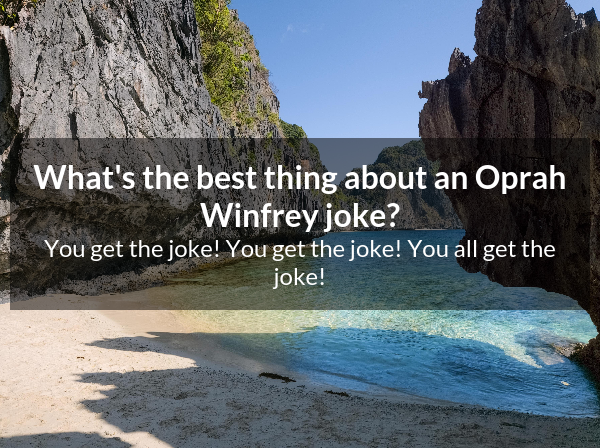 What's the best thing about an Oprah
Winfrey joke?
You get the joke! You get the joke! You all get the
joke!